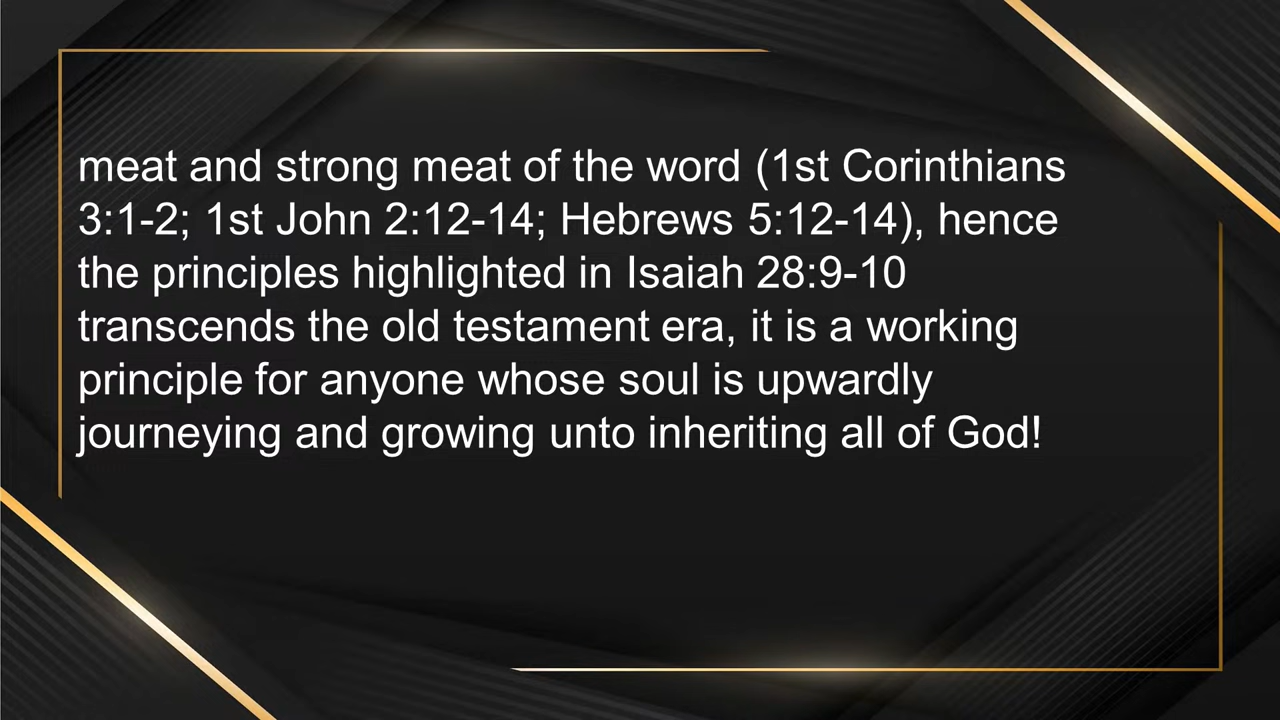 meat and strong meat of the word (1st Corinthians
3:1-2; 1st John 2:12-14; Hebrews 5:12-14), hence
the principles highlighted in Isaiah 28:9-10
transcends the old testament era, it is a working
principle for anyone whose soul is upwardly
journeying and growing unto inheriting all of God!